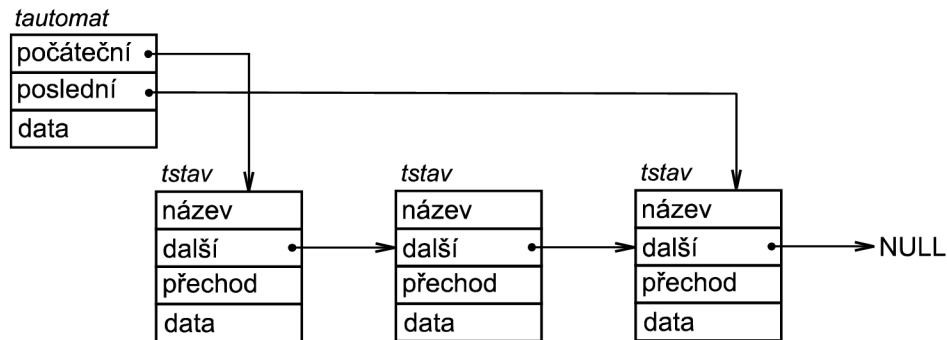 tautomat
počáteční
poslední
data
tstav
název
další
přechod
data
tstav
název
další
přechod
data
tstav
název
další
přechod
data
NULL